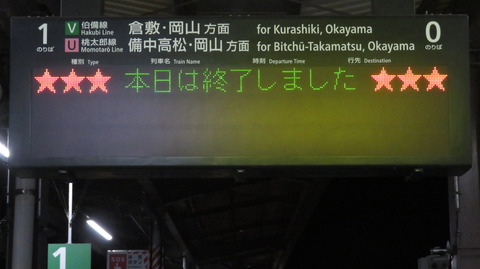 1 のりば V 伯備線 Hakubi Line 倉敷・岡山 方面 for Kurashiki, Okayama 0 のりば
U 桃太郎線 Momotarō Line 備中高松・岡山 方面 for Bitchū-Takamatsu, Okayama
種別 Type 列車名 Train Name 時刻 Departure Time 行先 Destination
★★★ 本日は終了しました ★★★
1
SOS